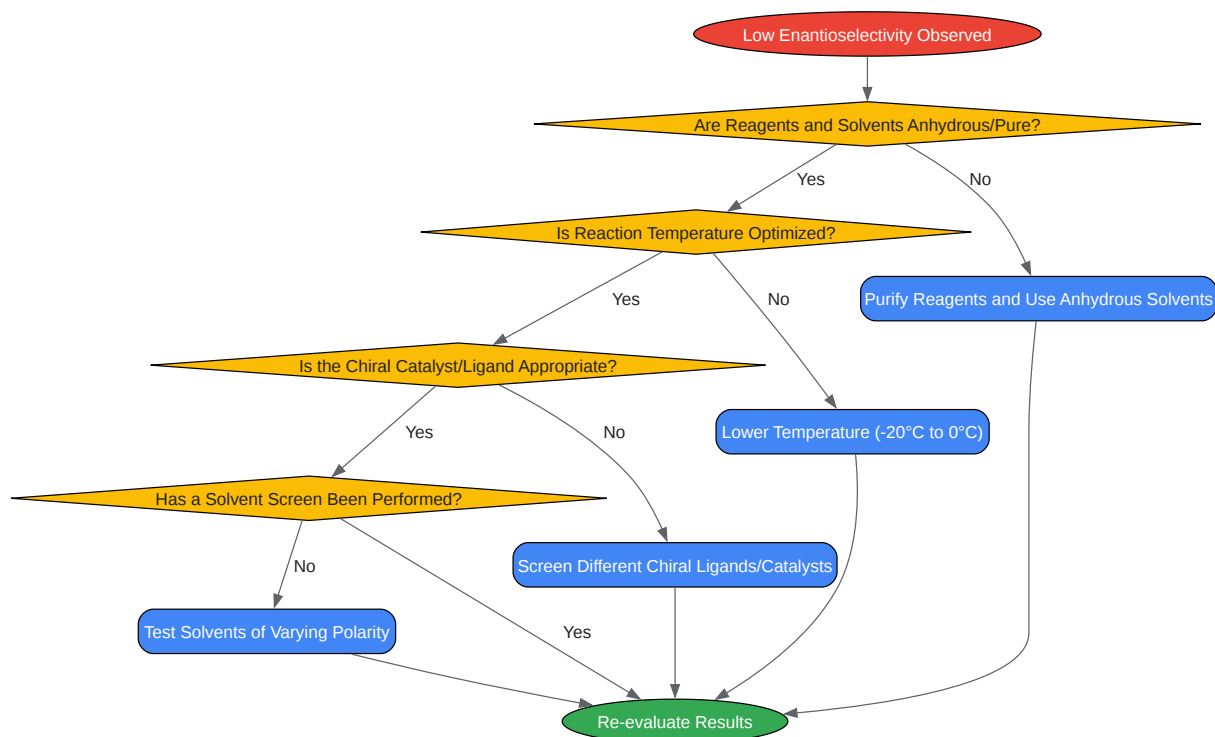 Low Enantioselectivity Observed
Are Reagents and Solvents Anhydrous/Pure?
Yes
No
Is Reaction Temperature Optimized?
Purify Reagents and Use Anhydrous Solvents
Yes
No
Is the Chiral Catalyst/Ligand Appropriate?
Lower Temperature (-20°C to 0°C)
Yes
No
Has a Solvent Screen Been Performed?
Screen Different Chiral Ligands/Catalysts
No
Yes
Test Solvents of Varying Polarity
Re-evaluate Results